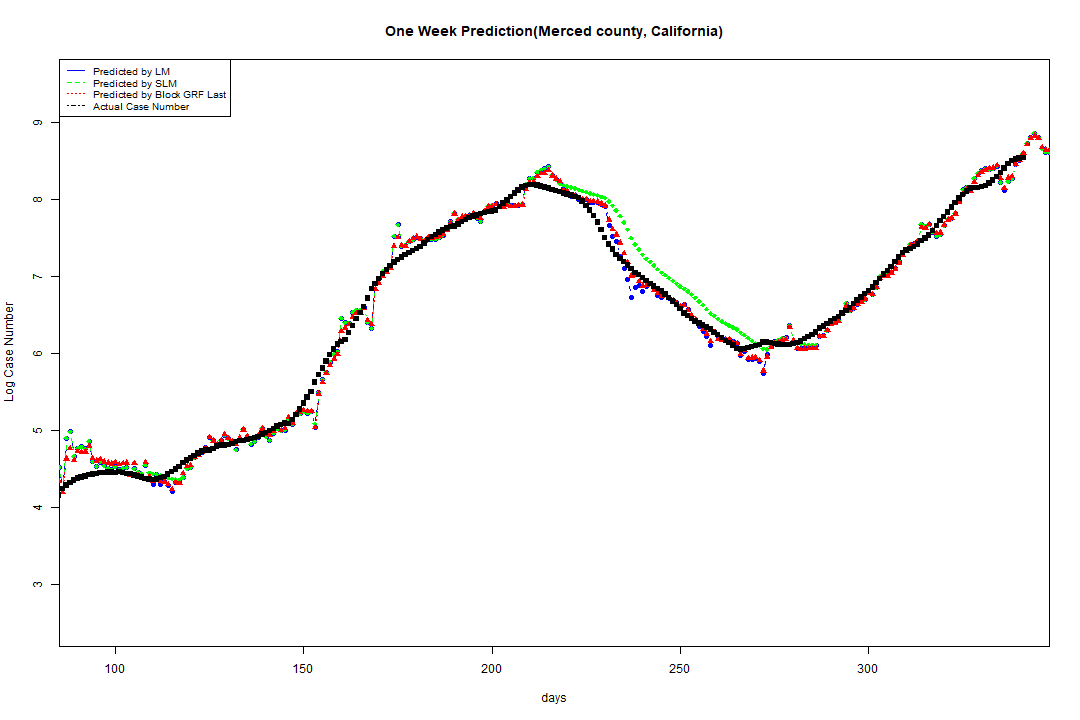 One Week Prediction(Merced county, California)
Predicted by LM
Predicted by SLM
Predicted by Block GRF Last
Actual Case Number
9
8
7
6
5
4
3
Log Case Number
100 150 200 250 300
days